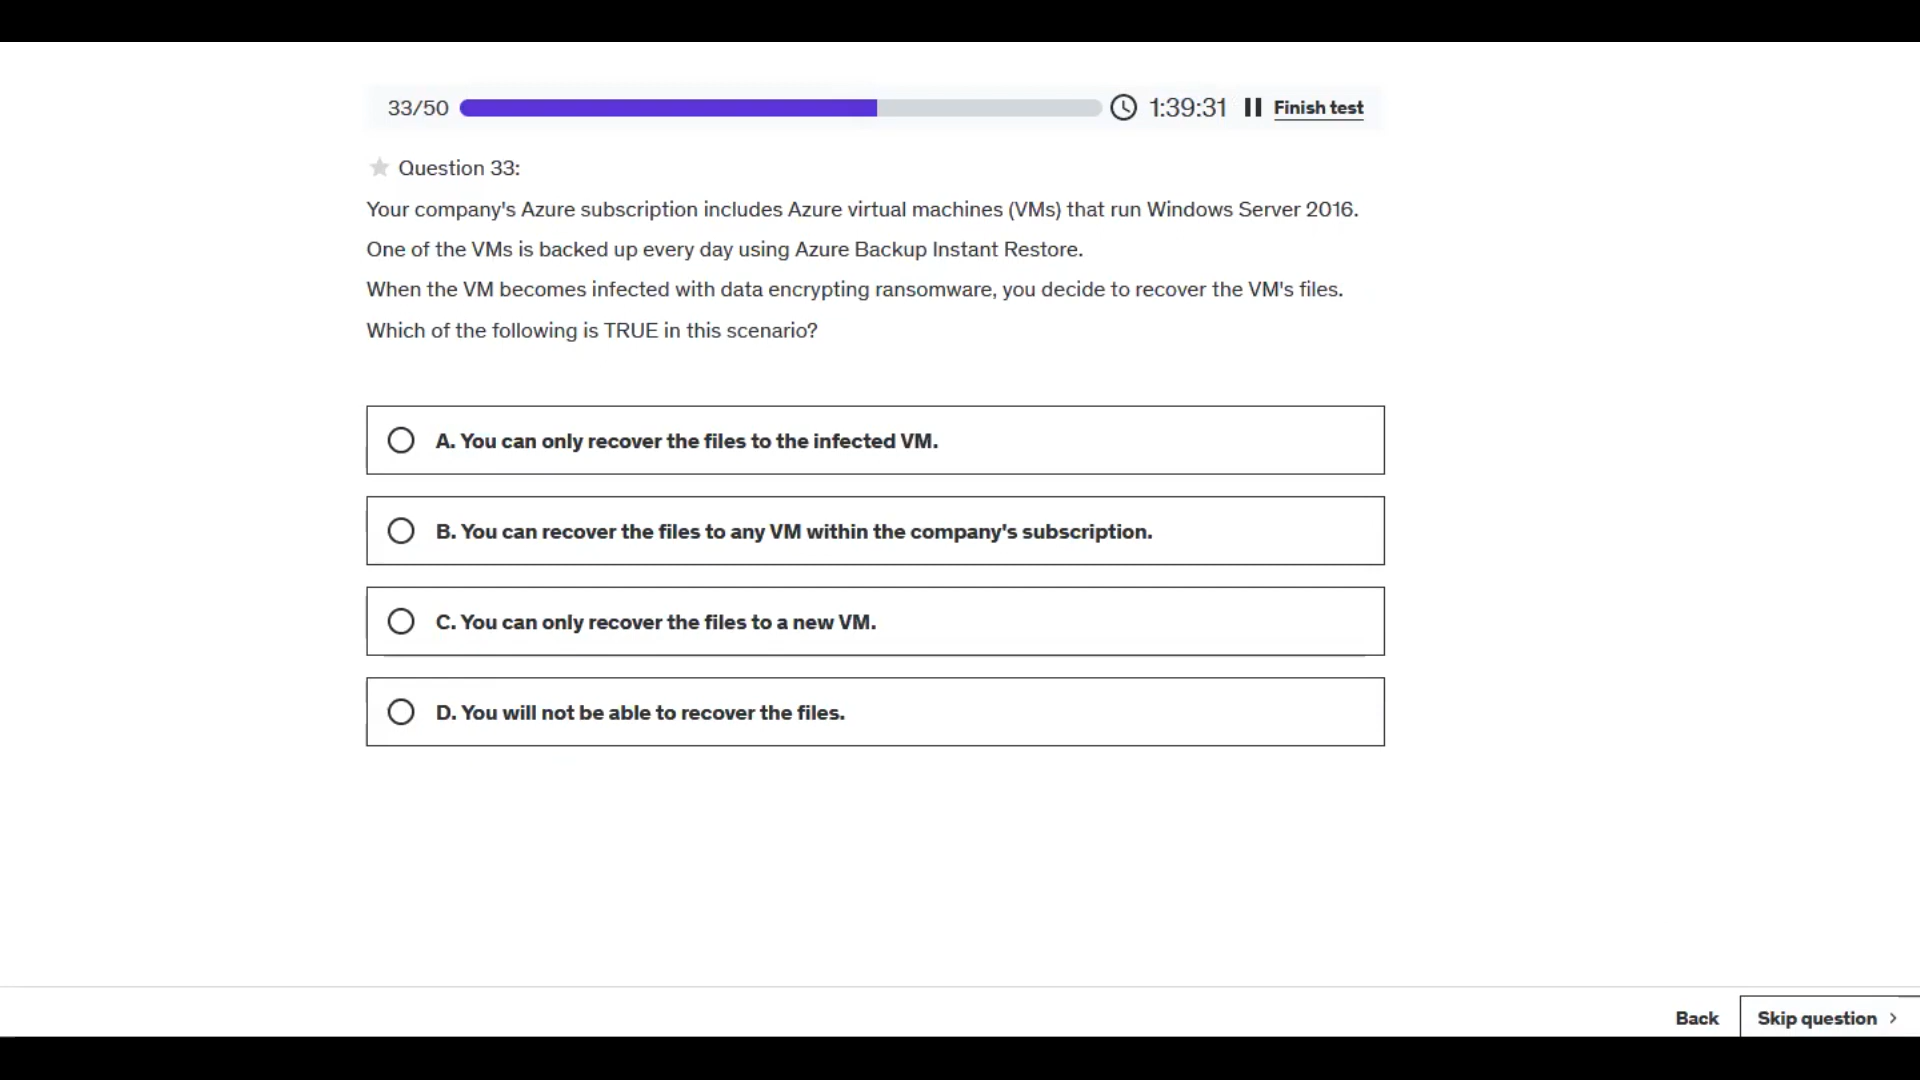 33/50 1:39:31 Finish test
Question 33:
Your company's Azure subscription includes Azure virtual machines (VMs) that run Windows Server 2016.
One of the VMs is backed up every day using Azure Backup Instant Restore.
When the VM becomes infected with data encrypting ransomware, you decide to recover the VM's files.
Which of the following is TRUE in this scenario?
A. You can only recover the files to the infected VM.
B. You can recover the files to any VM within the company's subscription.
C. You can only recover the files to a new VM.
D. You will not be able to recover the files.
Back Skip question